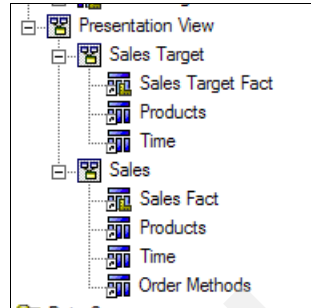 Presentation View
Sales Target
Sales Target Fact
Products
Time
Sales
Sales Fact
Products
Time
Order Methods